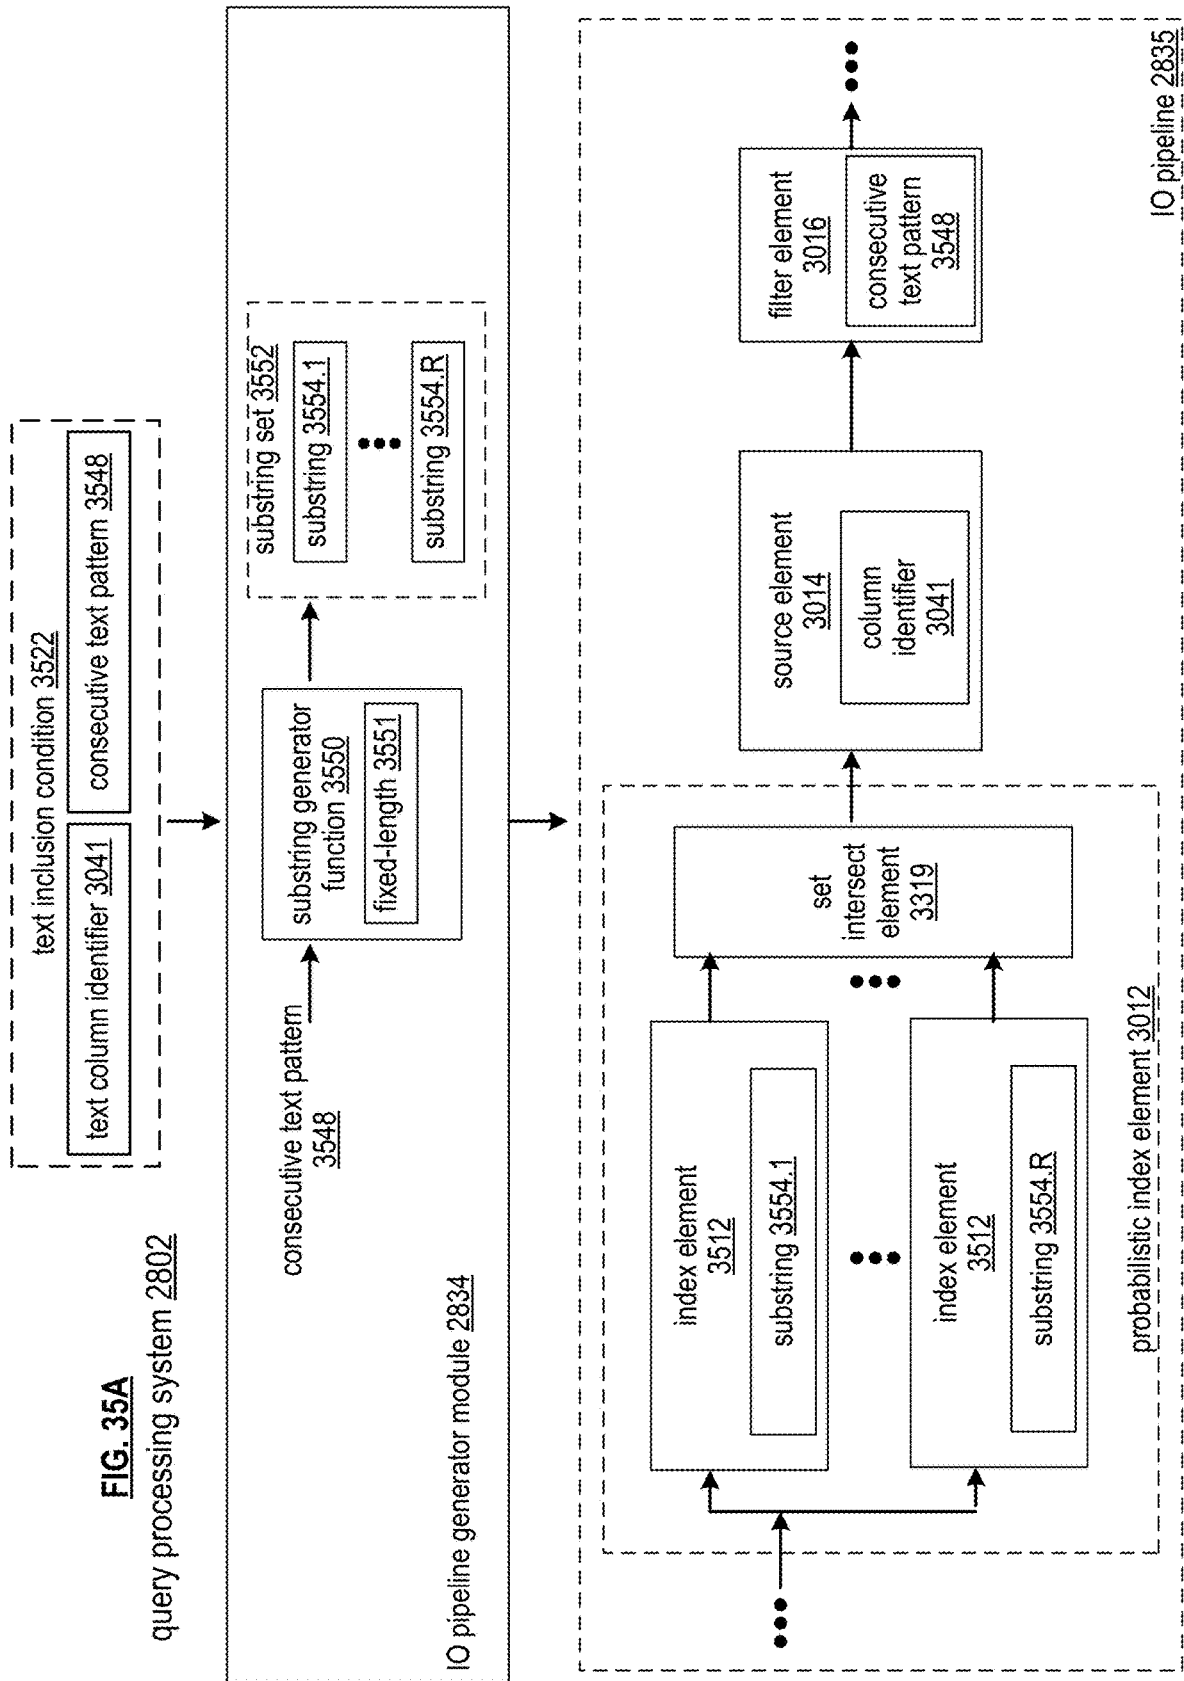 FIG. 35A
query processing system 2802
text inclusion condition 3522
text column identifier 3041
consecutive text pattern 3548
IO pipeline generator module 2834
consecutive text pattern
3548
substring generator
function 3550
fixed-length 3551
substring set 3552
substring 3554.1
substring 3554.R
index element
3512
substring 3554.1
index element
3512
substring 3554.R
set
intersect
element
3319
probabilistic index element 3012
source element
3014
column
identifier
3041
filter element
3016
consecutive
text pattern
3548
IO pipeline 2835